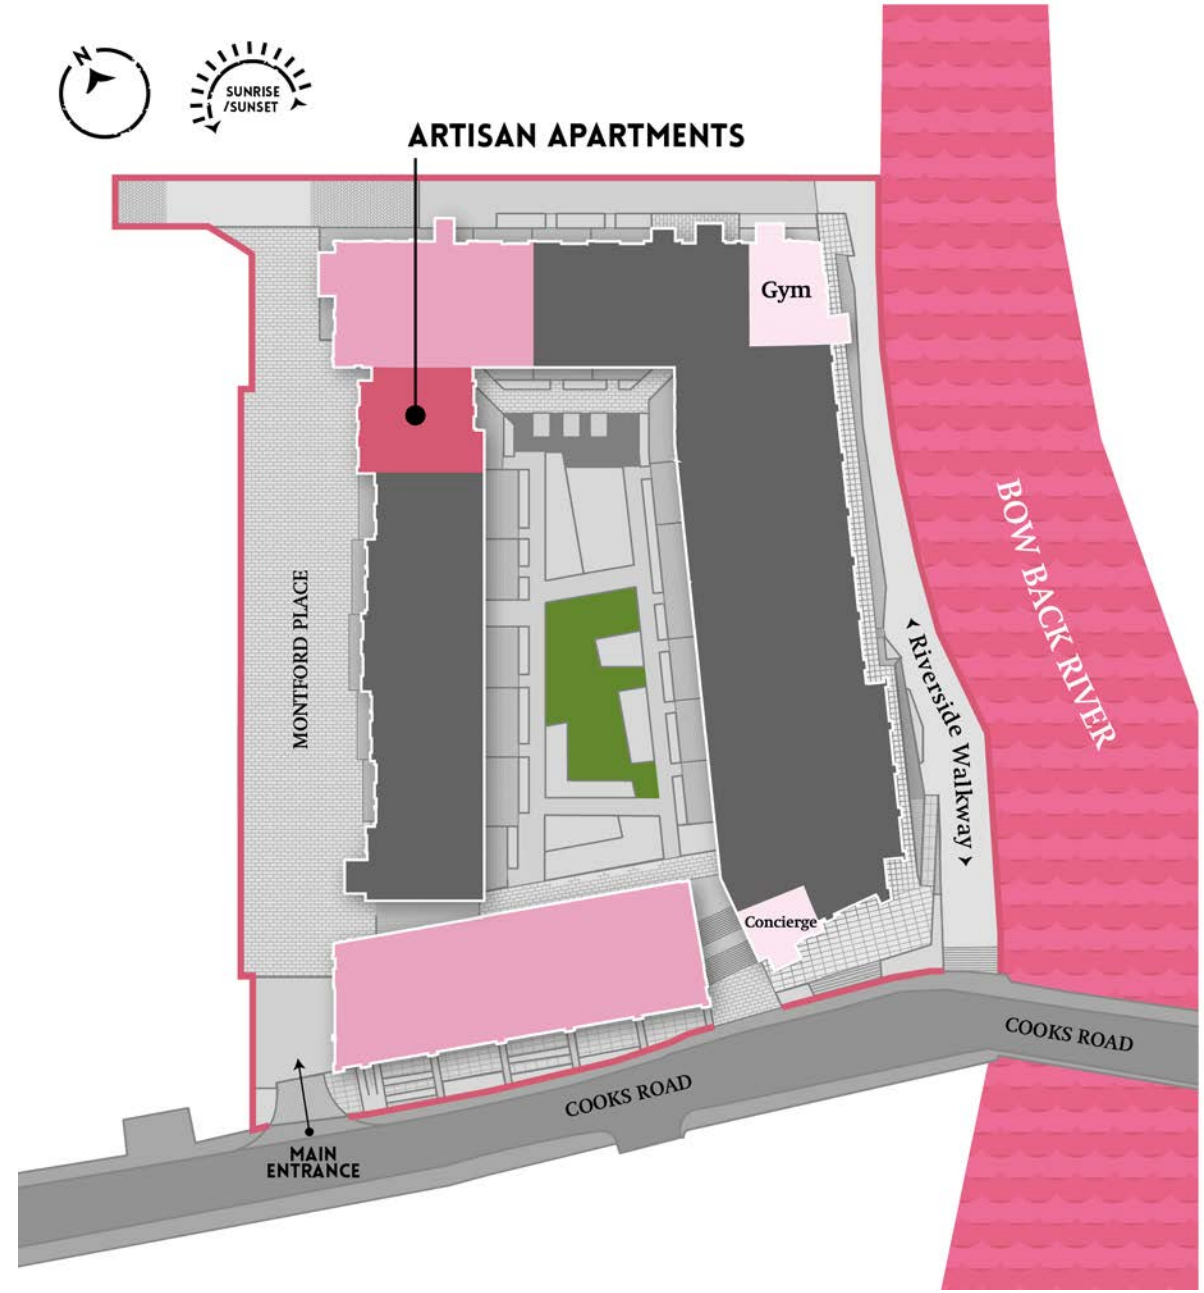 N
SUNRISE
/SUNSET
ARTISAN APARTMENTS
Gym
BOW BACK RIVER
MONTFORD PLACE
Riverside Walkway
Concierge
COOKS ROAD
COOKS ROAD
MAIN
ENTRANCE